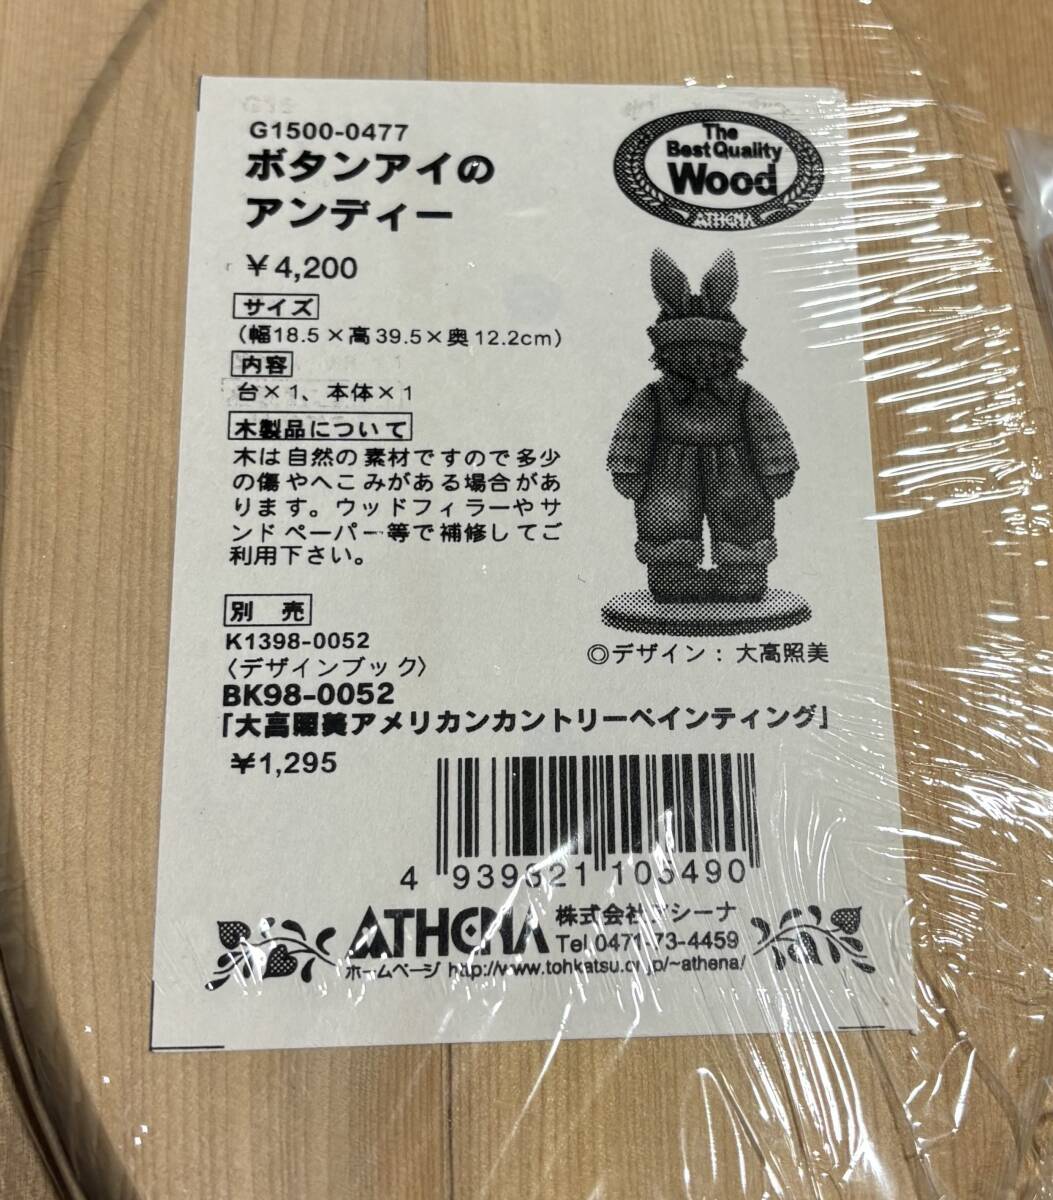 G1500-0477
ボタンアイの
アンディー
￥4,200
サイズ
（幅18.5×高39.5×奥12.2cm）
内容
台×1、本体×1
木製品について
木は自然の素材ですので多少
の傷やへこみがある場合があ
ります。ウッドフィラーやサ
ンドペーパー等で補修してご
利用下さい。
別売
K1398-0052
〈デザインブック〉
BK98-0052
「大高照美アメリカンカントリーペインティング」
￥1,295
The
Best Quality
Wood
ATHENA
◎デザイン：大高照美
4 939621 105490
ATHENA
株式会社アシーナ
Tel.0471-73-4459
ホームページ http://www.tohkatsu.or.jp/~athena/